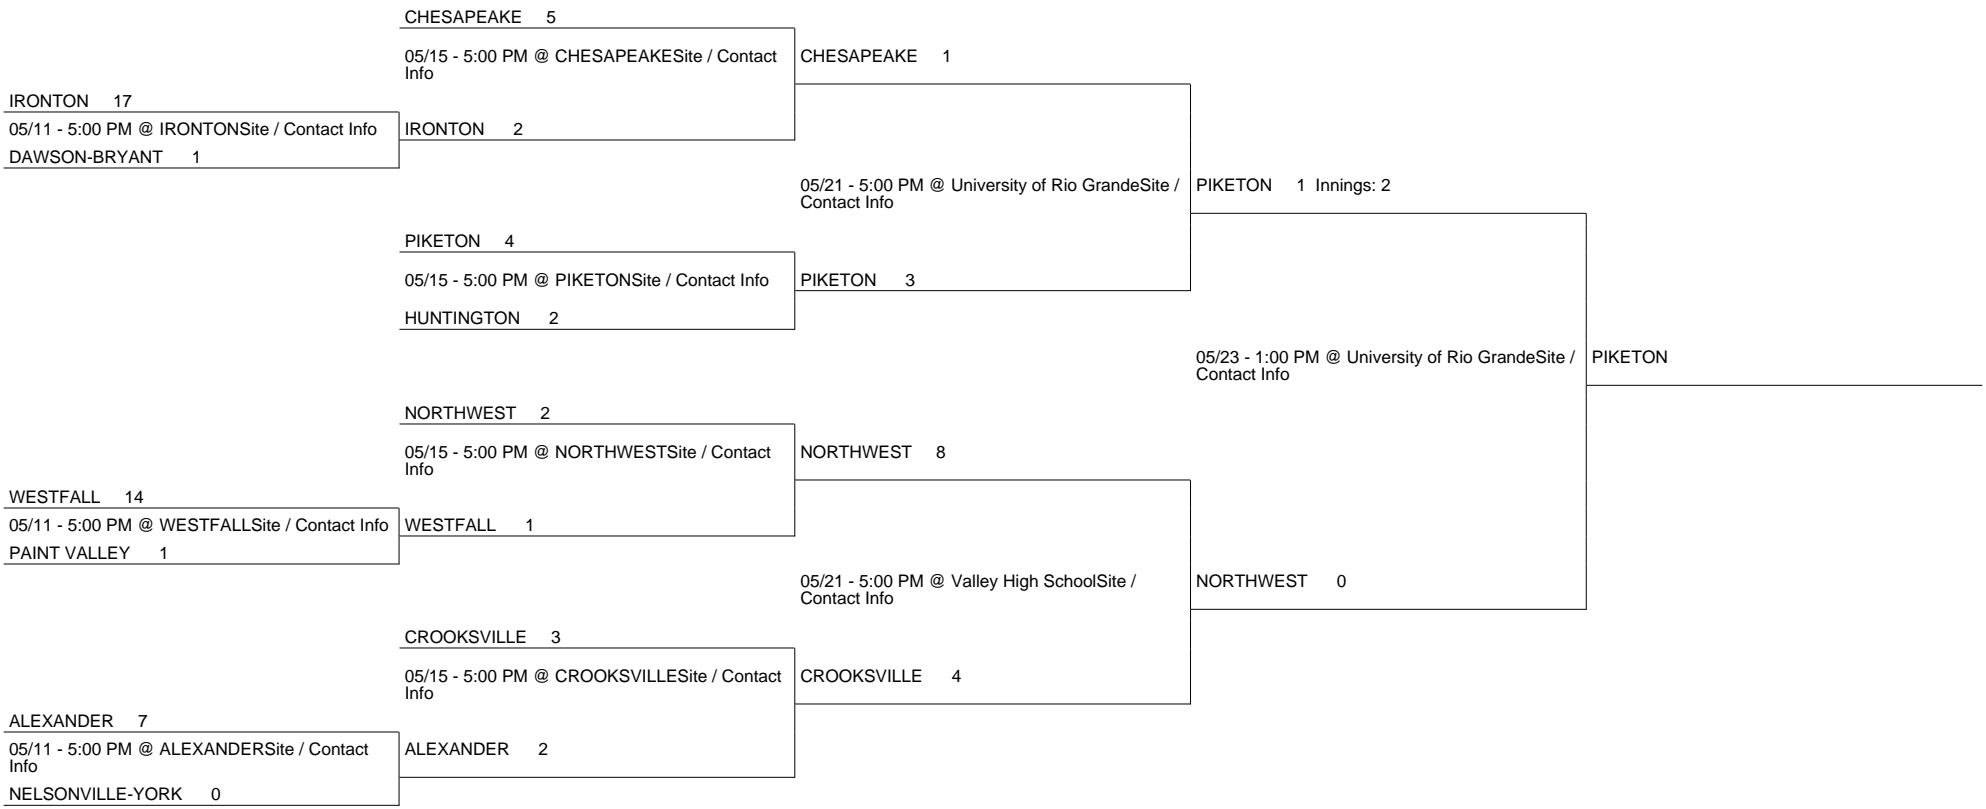 CHESAPEAKE 5
05/15 - 5:00 PM @ CHESAPEAKESite / Contact
Info
CHESAPEAKE 1
IRONTON 17
05/11 - 5:00 PM @ IRONTONSite / Contact Info
IRONTON 2
DAWSON-BRYANT 1
05/21 - 5:00 PM @ University of Rio GrandeSite /
Contact Info
PIKETON 1 Innings: 2
PIKETON 4
05/15 - 5:00 PM @ PIKETONSite / Contact Info
PIKETON 3
HUNTINGTON 2
05/23 - 1:00 PM @ University of Rio GrandeSite /
Contact Info
PIKETON
NORTHWEST 2
05/15 - 5:00 PM @ NORTHWESTSite / Contact
Info
NORTHWEST 8
WESTFALL 14
05/11 - 5:00 PM @ WESTFALLSite / Contact Info
WESTFALL 1
PAINT VALLEY 1
05/21 - 5:00 PM @ Valley High SchoolSite /
Contact Info
NORTHWEST 0
CROOKSVILLE 3
05/15 - 5:00 PM @ CROOKSVILLESite / Contact
Info
CROOKSVILLE 4
ALEXANDER 7
05/11 - 5:00 PM @ ALEXANDERSite / Contact
Info
ALEXANDER 2
NELSONVILLE-YORK 0